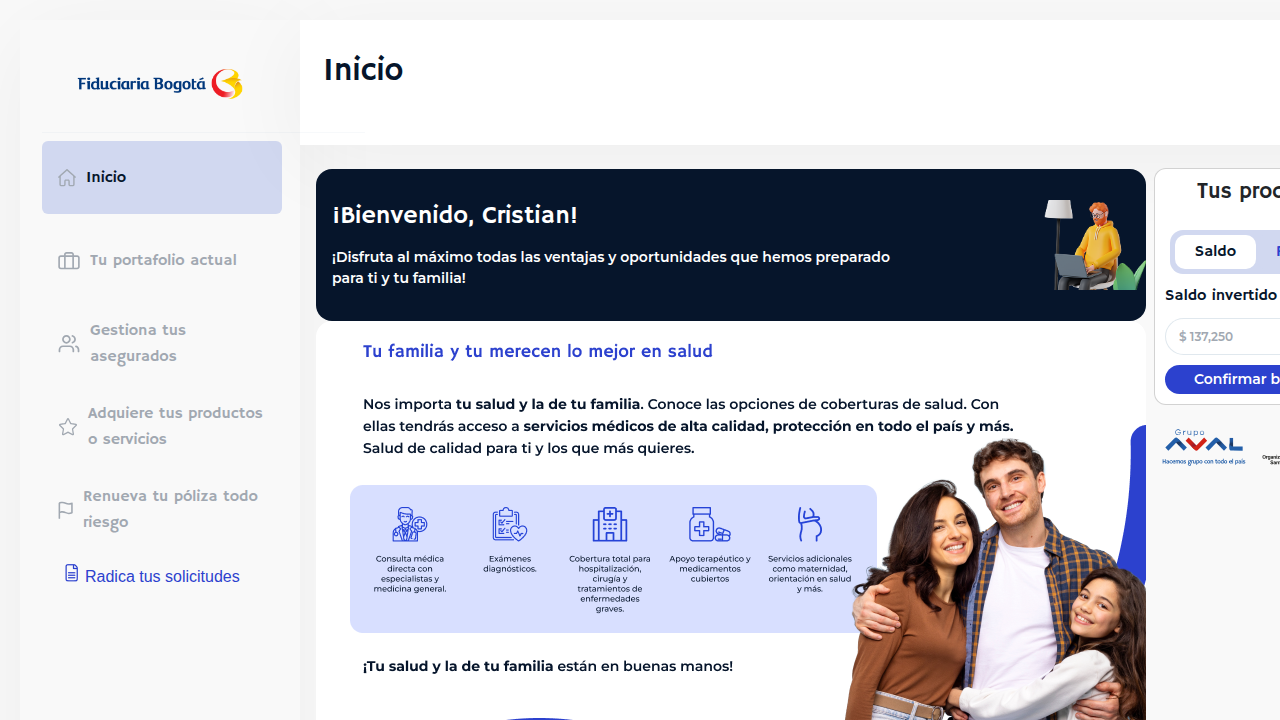 Fiduciaria Bogotá
Inicio
Tu portafolio actual
Gestiona tus
asegurados
Adquiere tus productos
o servicios
Renueva tu póliza todo
riesgo
Radica tus solicitudes
Inicio
¡Bienvenido, Cristian!
¡Disfruta al máximo todas las ventajas y oportunidades que hemos preparado
para ti y tu familia!
Tu familia y tu merecen lo mejor en salud
Nos importa tu salud y la de tu familia. Conoce las opciones de coberturas de salud. Con
ellas tendrás acceso a servicios médicos de alta calidad, protección en todo el país y más.
Salud de calidad para ti y los que más quieres.
Consulta médica
directa con
especialistas y
medicina general.
Exámenes
diagnósticos.
Cobertura total para
hospitalización,
cirugía y
tratamientos de
enfermedades
graves.
Apoyo terapéutico y
medicamentos
cubiertos
Servicios adicionales
como maternidad,
orientación en salud
y más.
¡Tu salud y la de tu familia están en buenas manos!
Tus
Saldo
Saldo invertido
$ 137,250
Confirmar
Grupo
AVAL
Hacemos grupo con todo el país